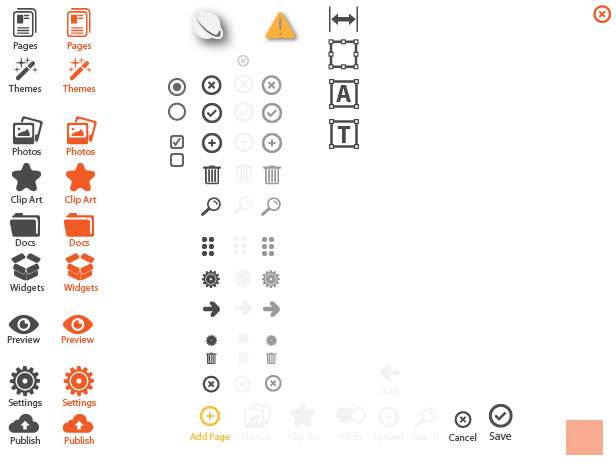 Pages Pages
Themes Themes
Photos Photos
Clip Art Clip Art
Docs Docs
Widgets Widgets
Preview Preview
Settings Settings
Publish Publish
A
T
Back
Add Page Photos Clip Art Flickr Upload Search Cancel Save